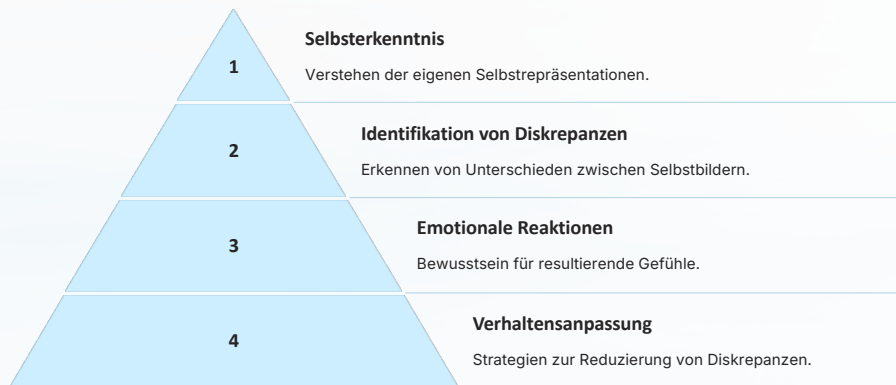 1
Selbsterkenntnis
Verstehen der eigenen Selbstrepräsentationen.
2
Identifikation von Diskrepanzen
Erkennen von Unterschieden zwischen Selbstbildern.
3
Emotionale Reaktionen
Bewusstsein für resultierende Gefühle.
4
Verhaltensanpassung
Strategien zur Reduzierung von Diskrepanzen.